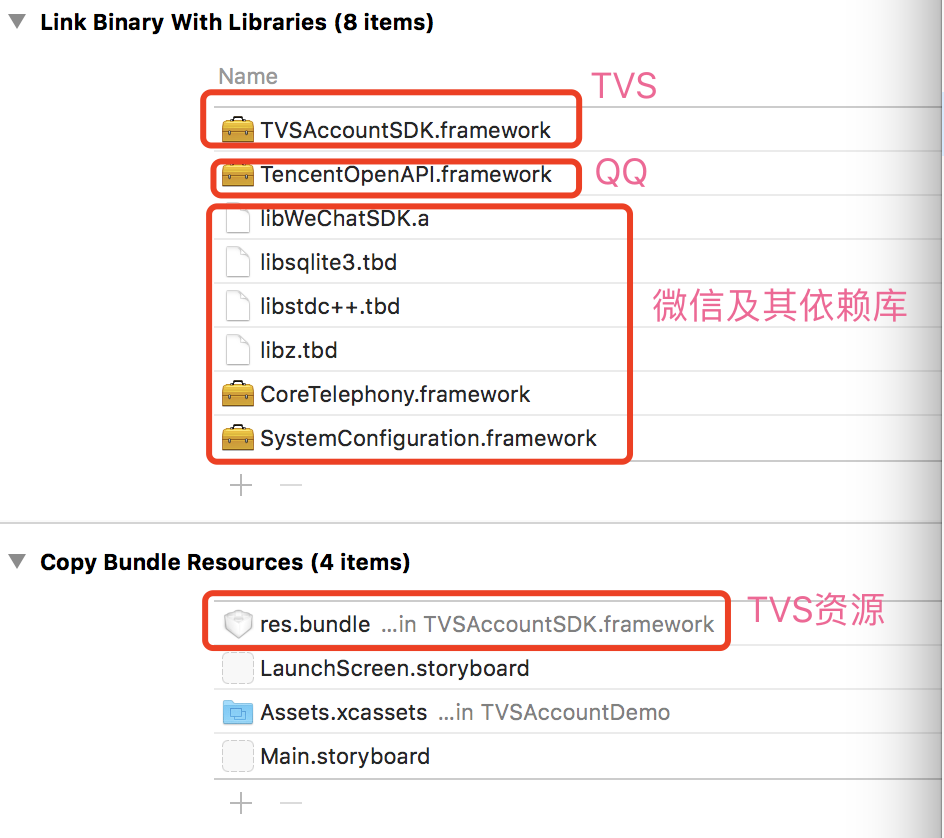 Link Binary With Libraries (8 items)
Name
TVS
TVSAccountSDK.framework
TencentOpenAPI.framework
QQ
libWeChatSDK.a
libsqlite3.tbd
libstdc++.tbd
微信及其依赖库
libz.tbd
CoreTelephony.framework
SystemConfiguration.framework
Copy Bundle Resources (4 items)
res.bundle ...in TVSAccountSDK.framework
TVS资源
LaunchScreen.storyboard
Assets.xcassets ...in TVSAccountDemo
Main.storyboard